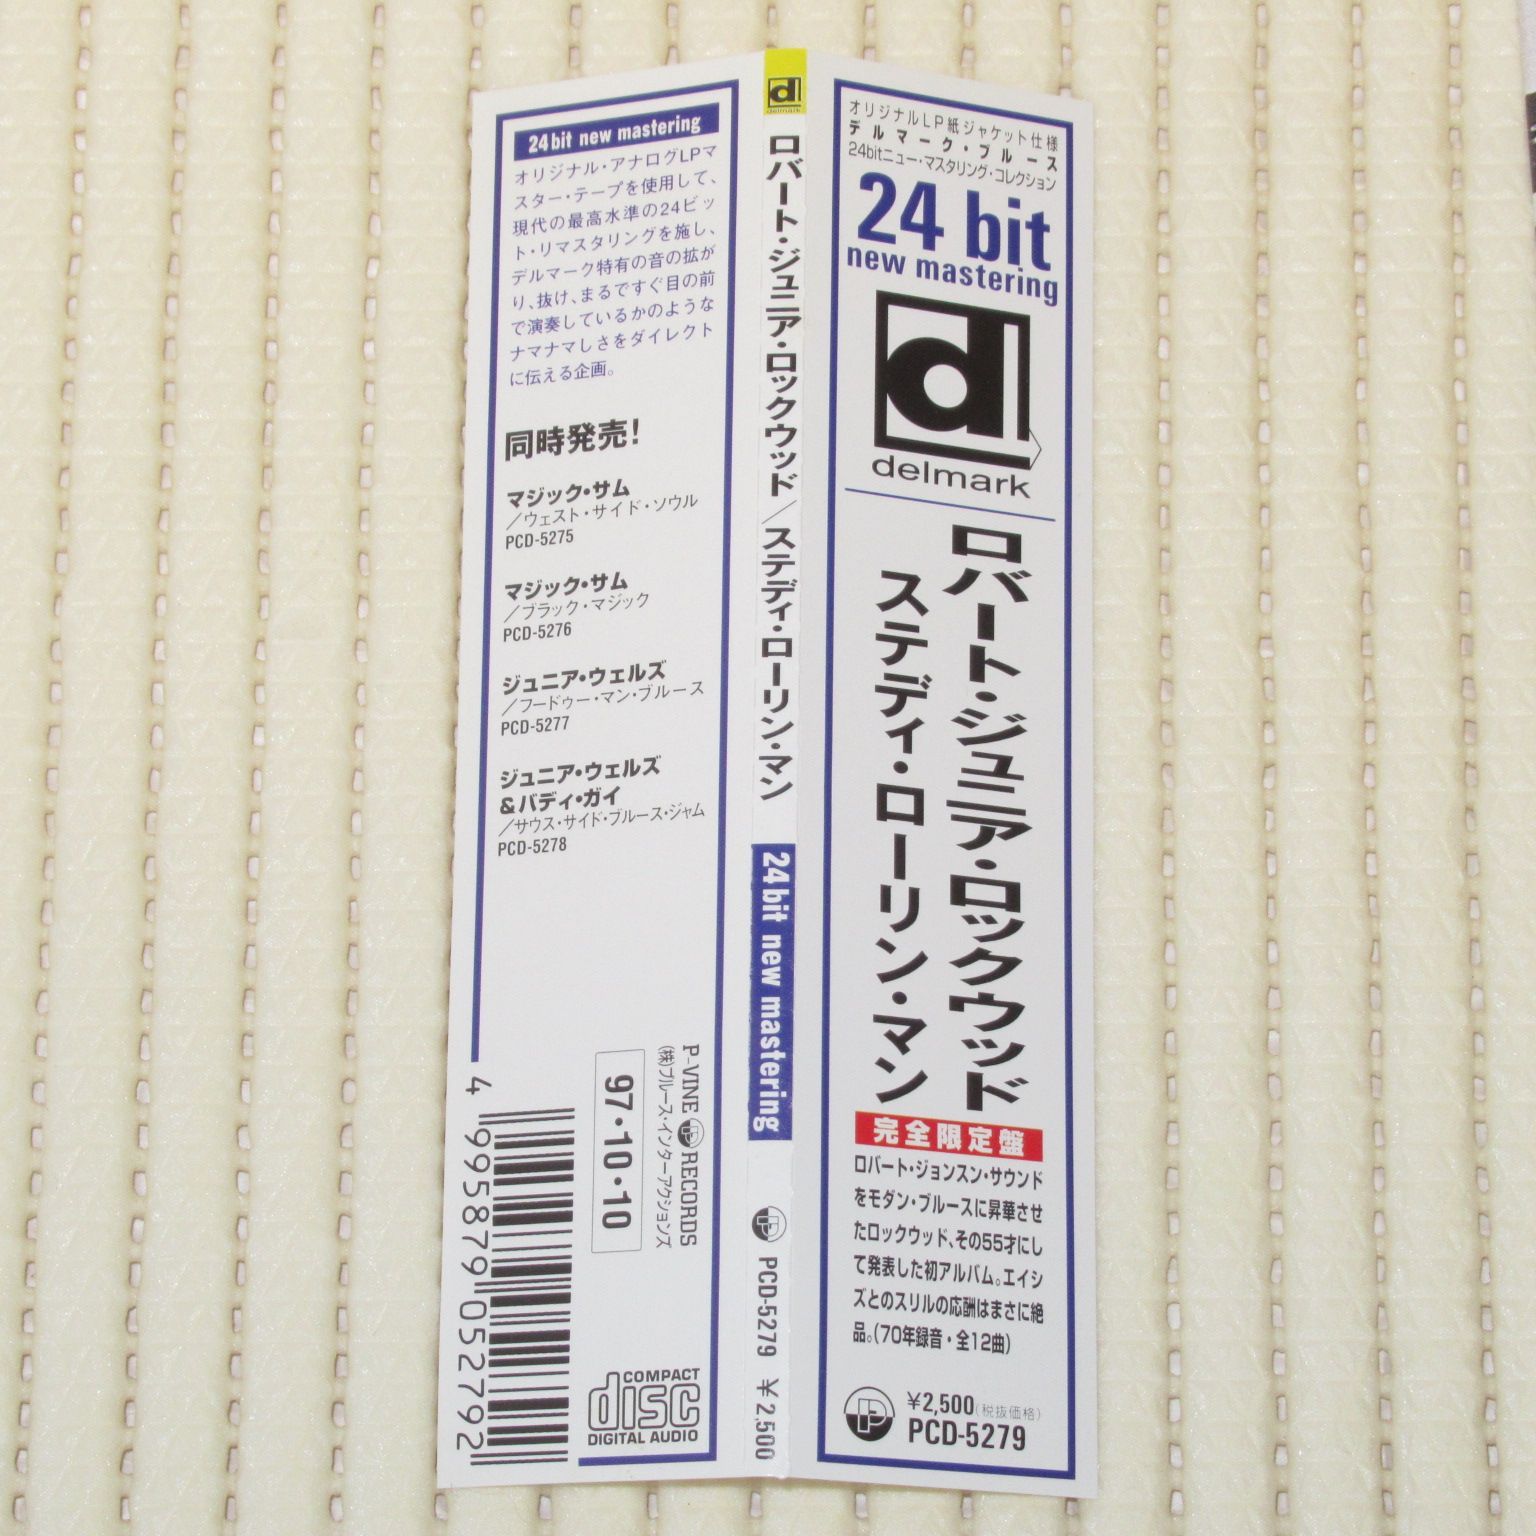 24bit new mastering
オリジナル・アナログLPマ
スター・テープを使用して、
現代の最高水準の24ビッ
ト・リマスタリングを施し、
デルマーク特有の音の拡が
り、抜け、まるですぐ目の前
で演奏しているかのような
ナマナマしさをダイレクト
に伝える企画。
同時発売!
マジック・サム
/ウェスト・サイド・ソウル
PCD-5275
マジック・サム
/ブラック・マジック
PCD-5276
ジュニア・ウェルズ
/フードゥー・マン・ブルース
PCD-5277
ジュニア・ウェルズ
&バディ・ガイ
/サウス・サイド・ブルース・ジャム
PCD-5278
P-VINE RECORDS
(株)ブルース・インターアクションズ
97・10・10
4 995879 052792
COMPACT
disc
DIGITAL AUDIO
d
delmark
ロバート・ジュニア・ロックウッド/ステディ・ローリン・マン
24bit new mastering
P
PCD-5279 ¥2,500
オリジナルLP紙ジャケット仕様
デルマーク・ブルース
24bitニュー・マスタリング・コレクション
24 bit
new mastering
d
delmark
ロバート・ジュニア・ロックウッド
ステディ・ローリン・マン
完全限定盤
ロバート・ジョンスン・サウンド
をモダン・ブルースに昇華させ
たロックウッド、その55才にし
て発表した初アルバム。エイシ
ズとのスリルの応酬はまさに絶
品。(70年録音・全12曲)
P
¥2,500(税抜価格)
PCD-5279